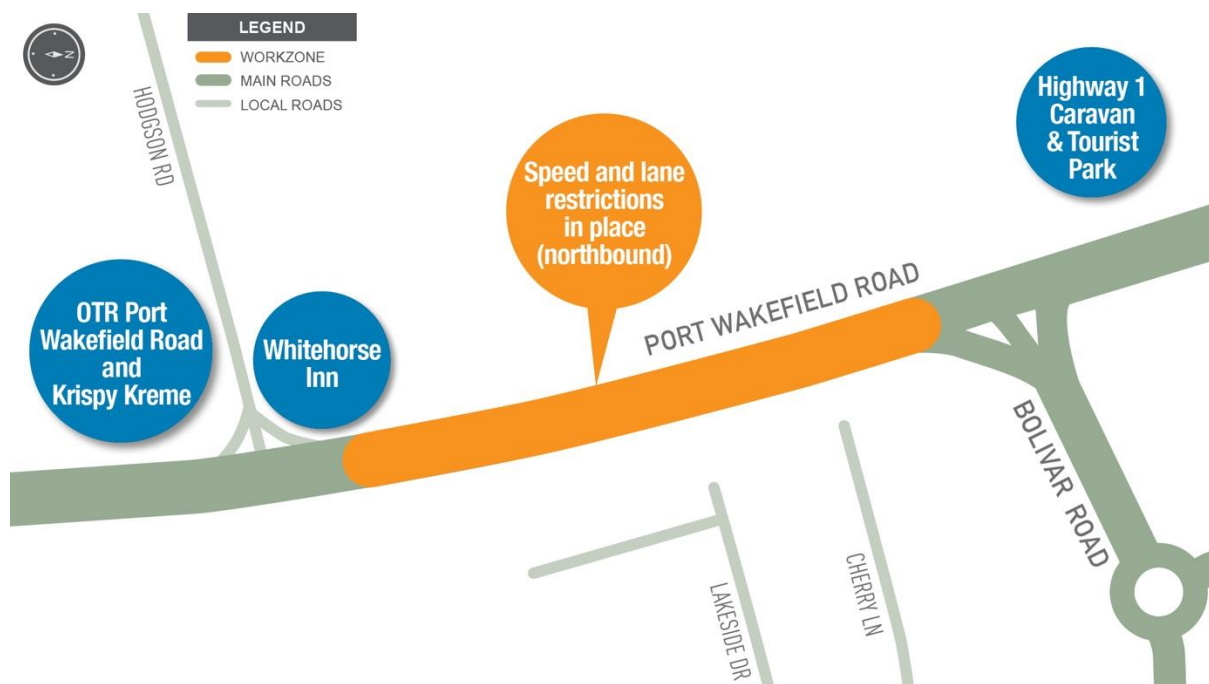 LEGEND
WORKZONE
MAIN ROADS
LOCAL ROADS
N
HODGSON RD
Highway 1
Caravan
& Tourist
Park
Speed and lane
restrictions
in place
(northbound)
OTR Port
Wakefield Road
and
Krispy Kreme
Whitehorse
Inn
PORT WAKEFIELD ROAD
BOLIVAR ROAD
LAKESIDE DR
CHERRY LN